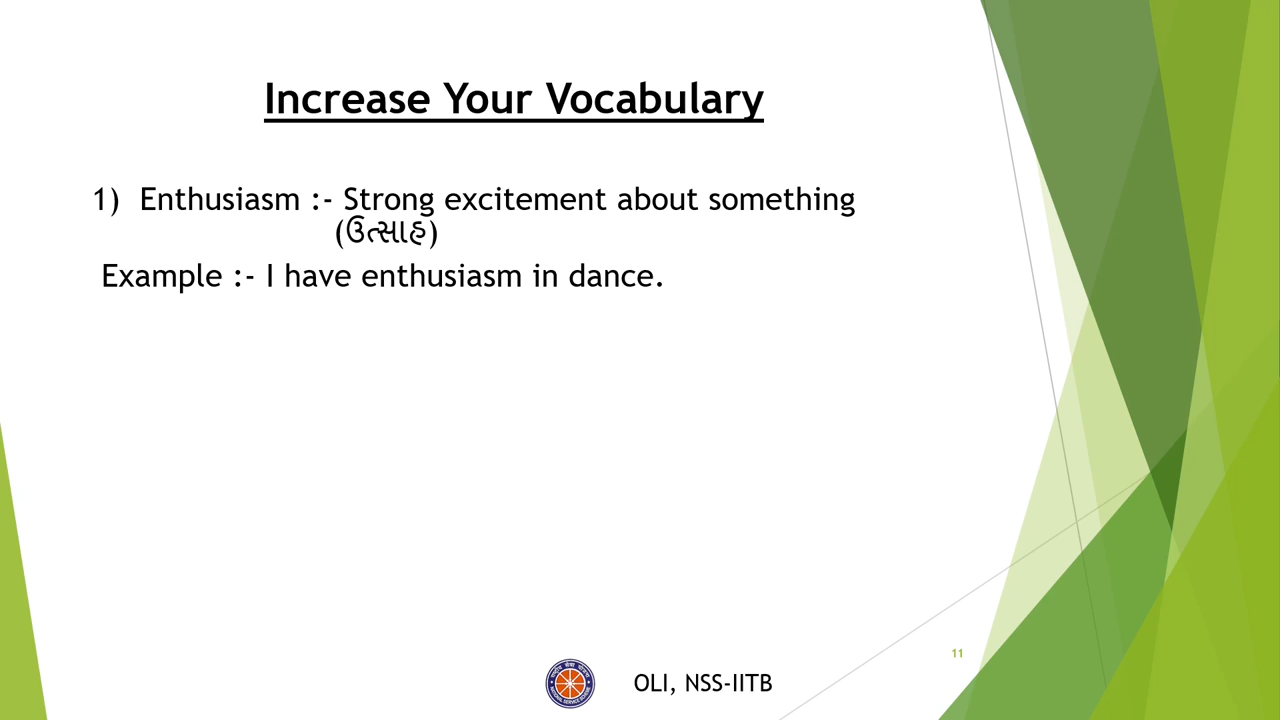 Increase Your Vocabulary
1) Enthusiasm :- Strong excitement about something
(ઉત્સાહ)
Example :- I have enthusiasm in dance.
11
OLI, NSS-IITB